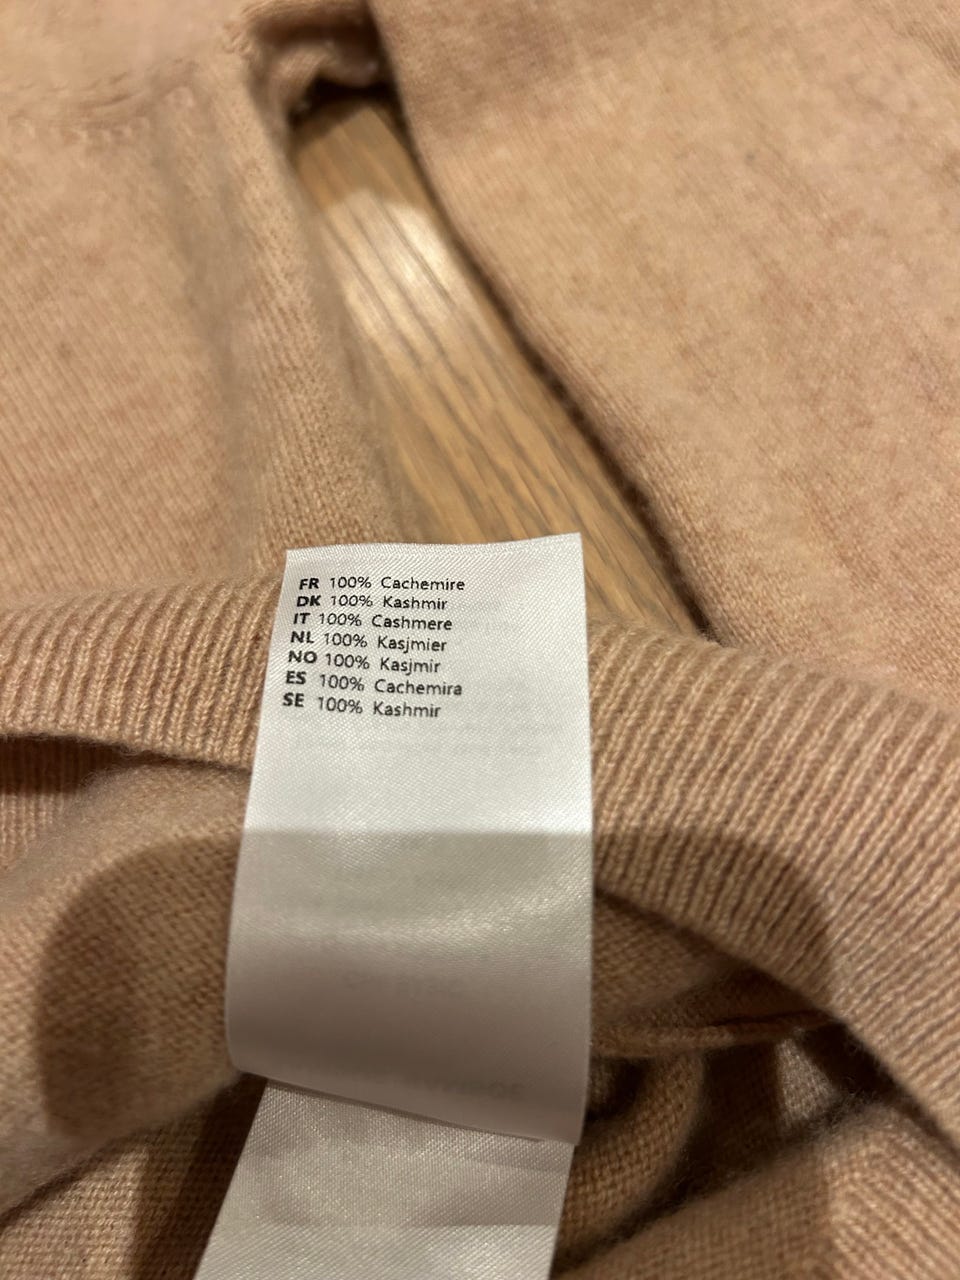 FR 100% Cachemire
DK 100% Kashmir
IT 100% Cashmere
NL 100% Kasjmier
NO 100% Kasjmir
ES 100% Cachemira
SE 100% Kashmir